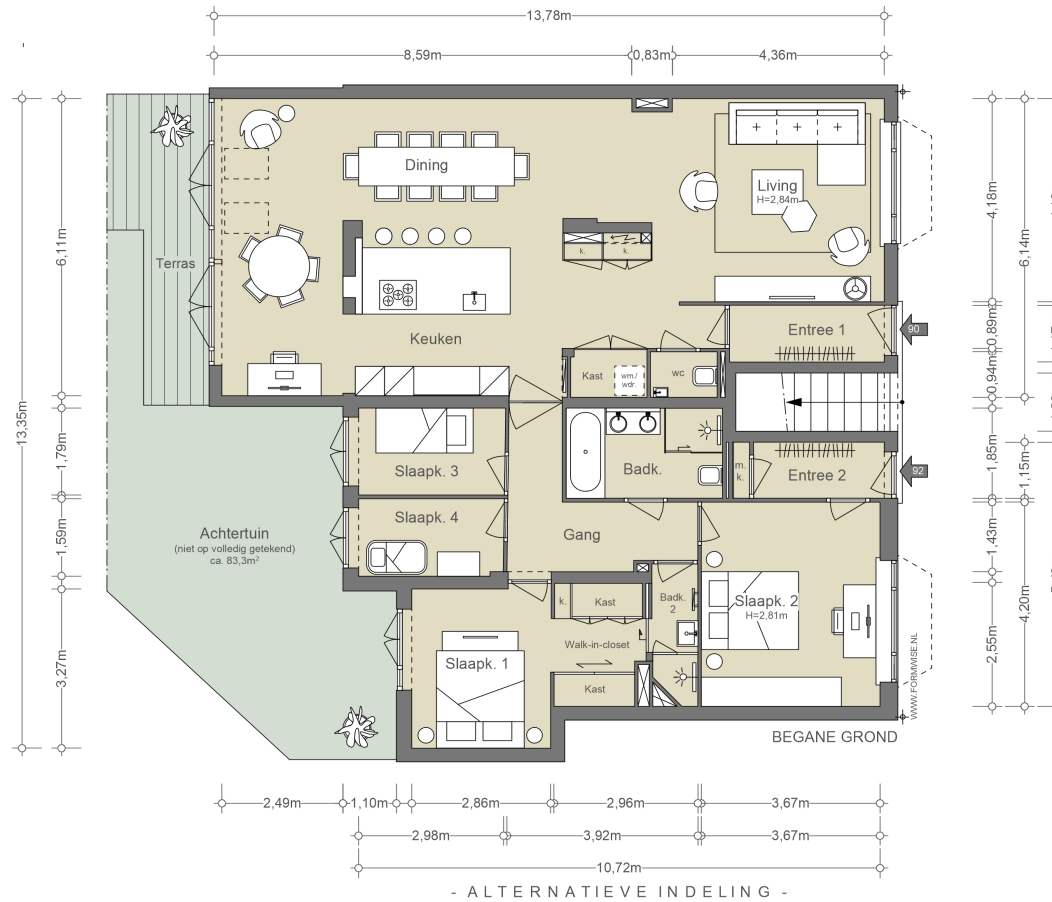 13,78m
8,59m
0,83m
4,36m
Dining
Living
H=2,84m
k.
k.
Terras
Keuken
Entree 1
90
Kast
wm./
wdr.
wc
Slaapk. 3
Badk.
m.
k.
Entree 2
92
Slaapk. 4
Gang
Achtertuin
(niet op volledig getekend)
ca. 83,3m²
k.
Kast
Badk.
2
Slaapk. 2
H=2,81m
Walk-in-closet
Slaapk. 1
Kast
WWW.FORMWISE.NL
BEGANE GROND
13,35m
6,11m
1,79m
1,59m
3,27m
4,18m
0,89m
0,94m
1,85m
1,43m
2,55m
6,14m
1,15m
4,20m
2,49m
1,10m
2,86m
2,96m
3,67m
2,98m
3,92m
3,67m
10,72m
- ALTERNATIEVE INDELING -